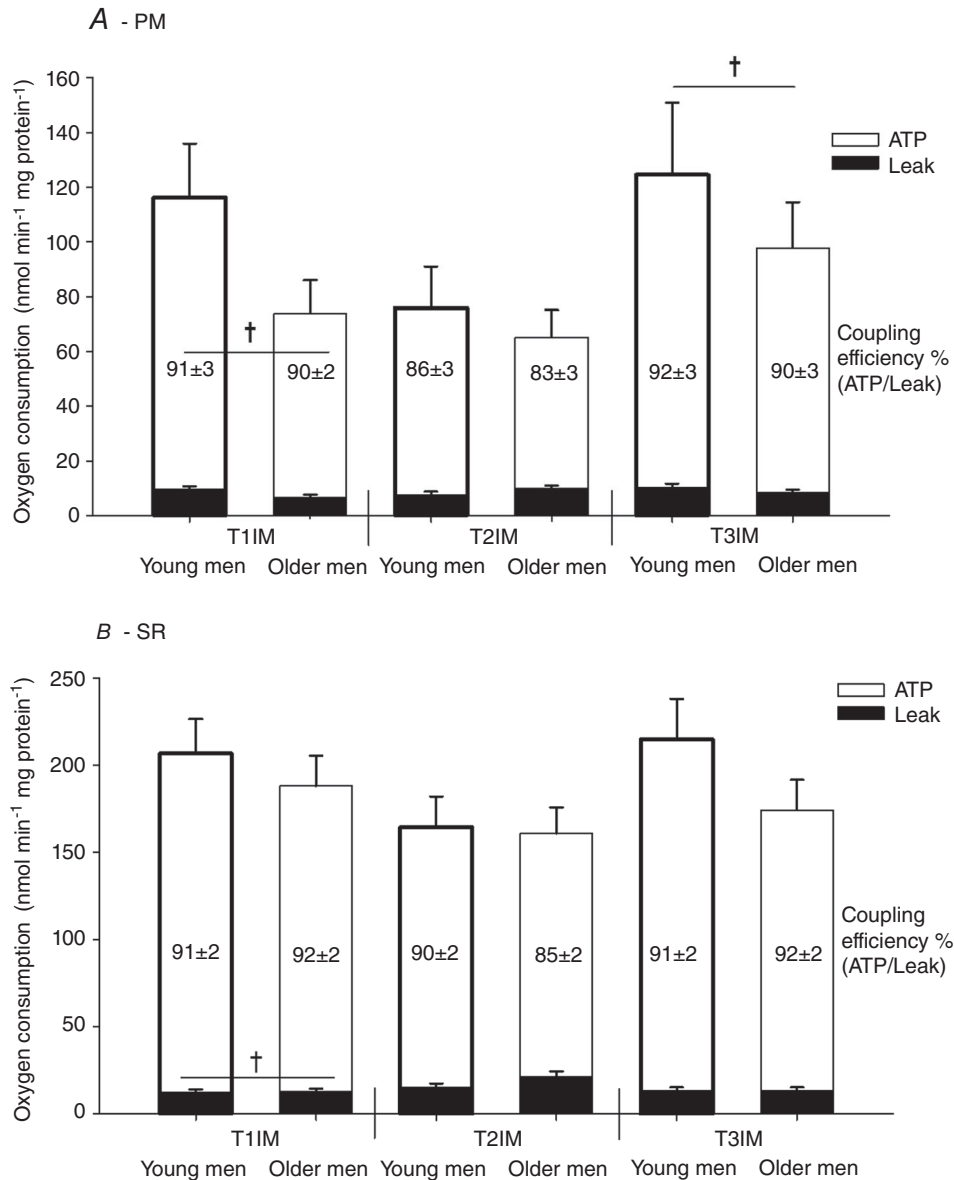 A - PM
Oxygen consumption (nmol min-1 mg protein-1)
160
140
120
100
80
60
40
20
0
†
†
ATP
Leak
91±3
90±2
86±3
83±3
92±3
90±3
Coupling
efficiency %
(ATP/Leak)
T1IM
T2IM
T3IM
Young men
Older men
Young men
Older men
Young men
Older men
B - SR
Oxygen consumption (nmol min-1 mg protein-1)
250
200
150
100
50
0
ATP
Leak
91±2
92±2
90±2
85±2
91±2
92±2
Coupling
efficiency %
(ATP/Leak)
†
T1IM
T2IM
T3IM
Young men
Older men
Young men
Older men
Young men
Older men